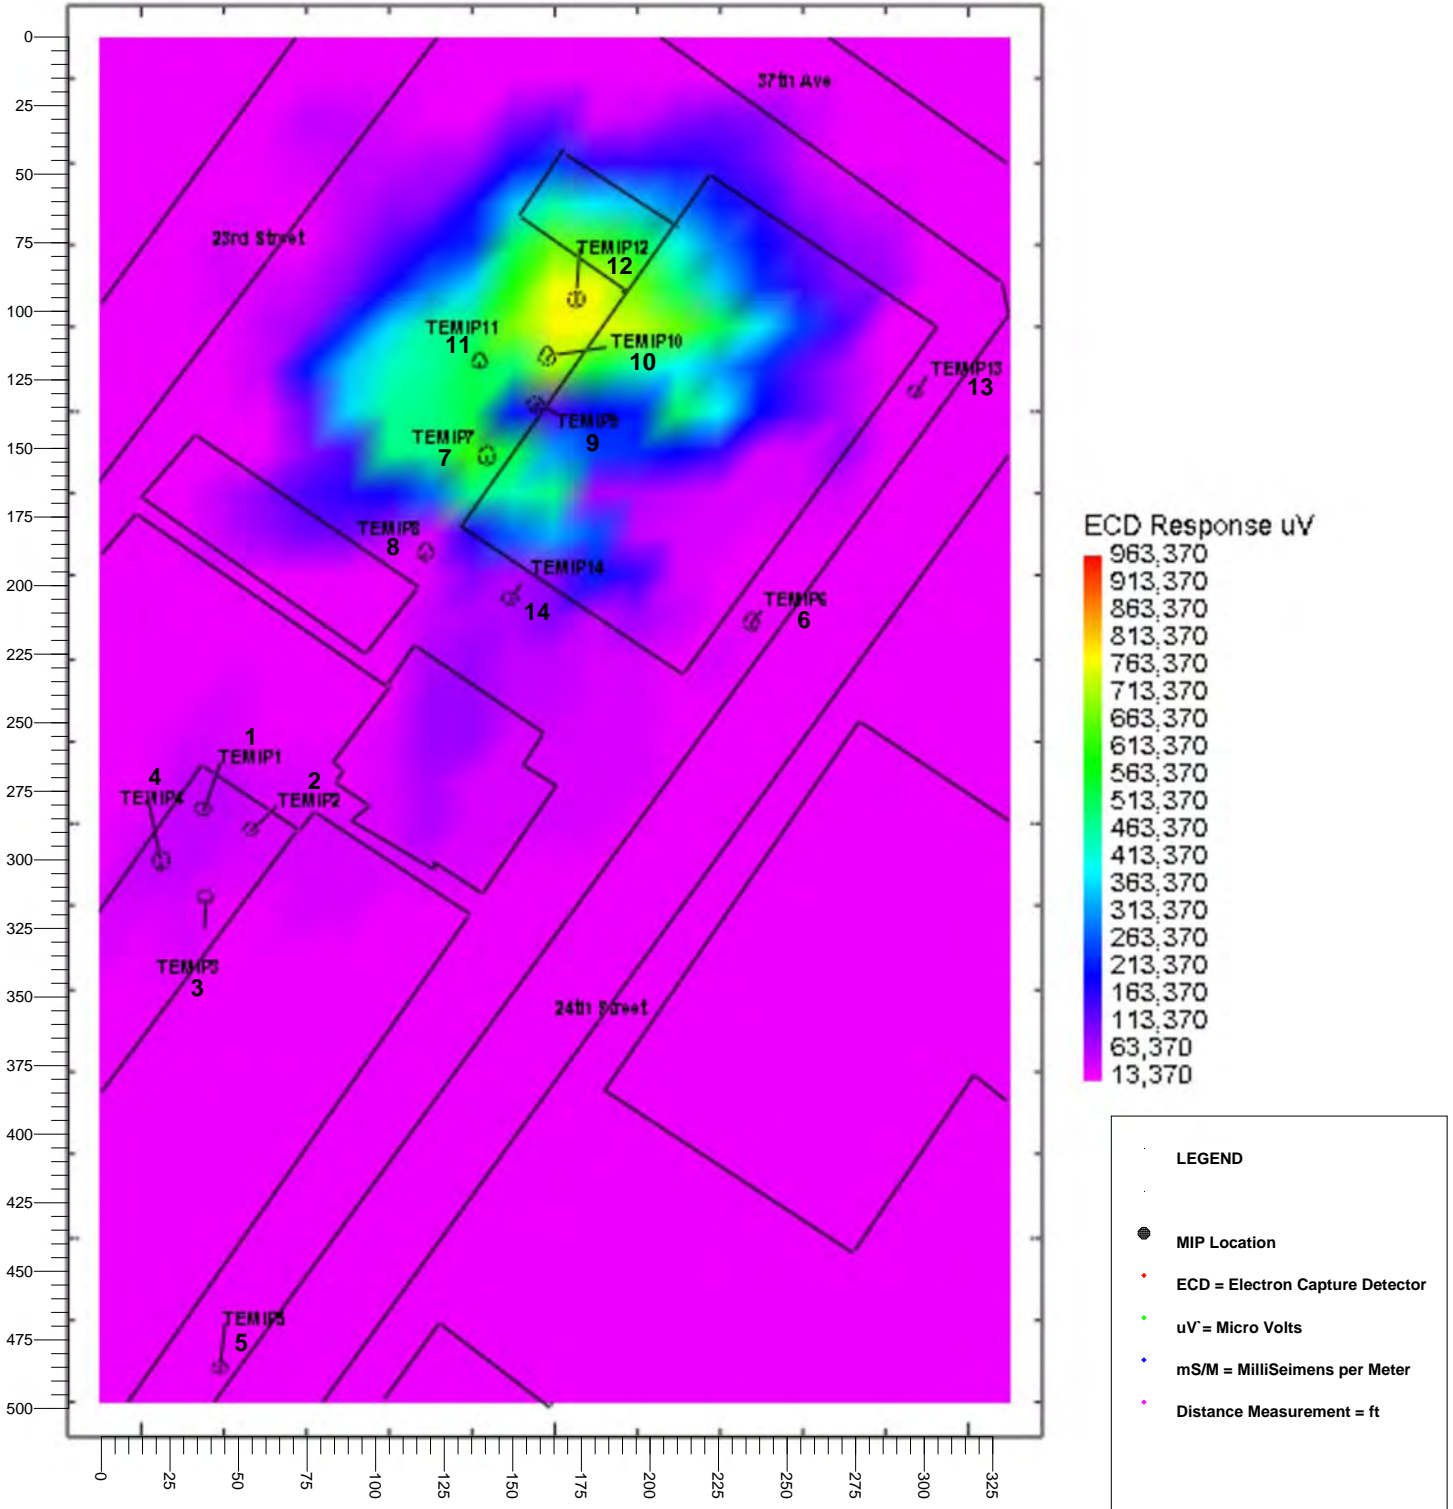 0
25
50
75
100
125
150
175
200
225
250
275
300
325
350
375
400
425
450
475
500
37th Ave
23rd Street
TEMIP12
12
TEMIP11
11
TEMIP10
10
TEMIP13
13
TEMIP9
9
TEMIP7
7
TEMIP8
8
TEMIP14
14
TEMIP6
6
1
TEMIP1
4
TEMIP4
2
TEMIP2
TEMIP3
3
24th Street
TEMIP5
5
0
25
50
75
100
125
150
175
200
225
250
275
300
325
ECD Response uV
963,370
913,370
863,370
813,370
763,370
713,370
663,370
613,370
563,370
513,370
463,370
413,370
363,370
313,370
263,370
213,370
163,370
113,370
63,370
13,370
LEGEND
MIP Location
ECD = Electron Capture Detector
uV`= Micro Volts
mS/M = MilliSeimens per Meter
Distance Measurement = ft